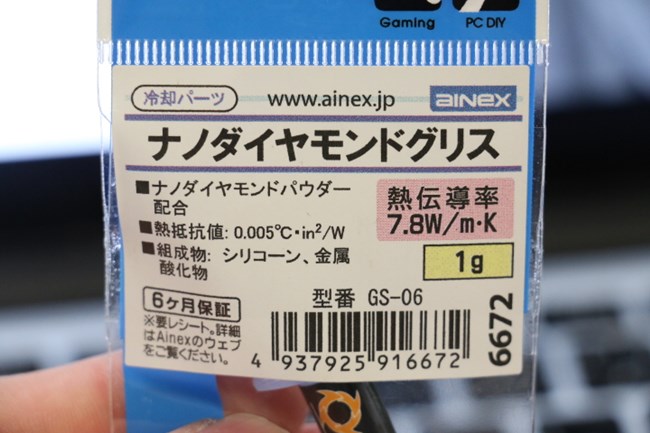 Gaming PC DIY
冷却パーツ www.ainex.jp AINEX
ナノダイヤモンドグリス
■ナノダイヤモンドパウダー
配合
■熱抵抗値: 0.005℃・in²/W
■組成物: シリコーン、金属
酸化物
熱伝導率
7.8W/m・K
1g
6ヶ月保証
※要レシート。詳細
はAinexのウェブ
をご覧ください。
型番 GS-06
4 937925 916672
6672